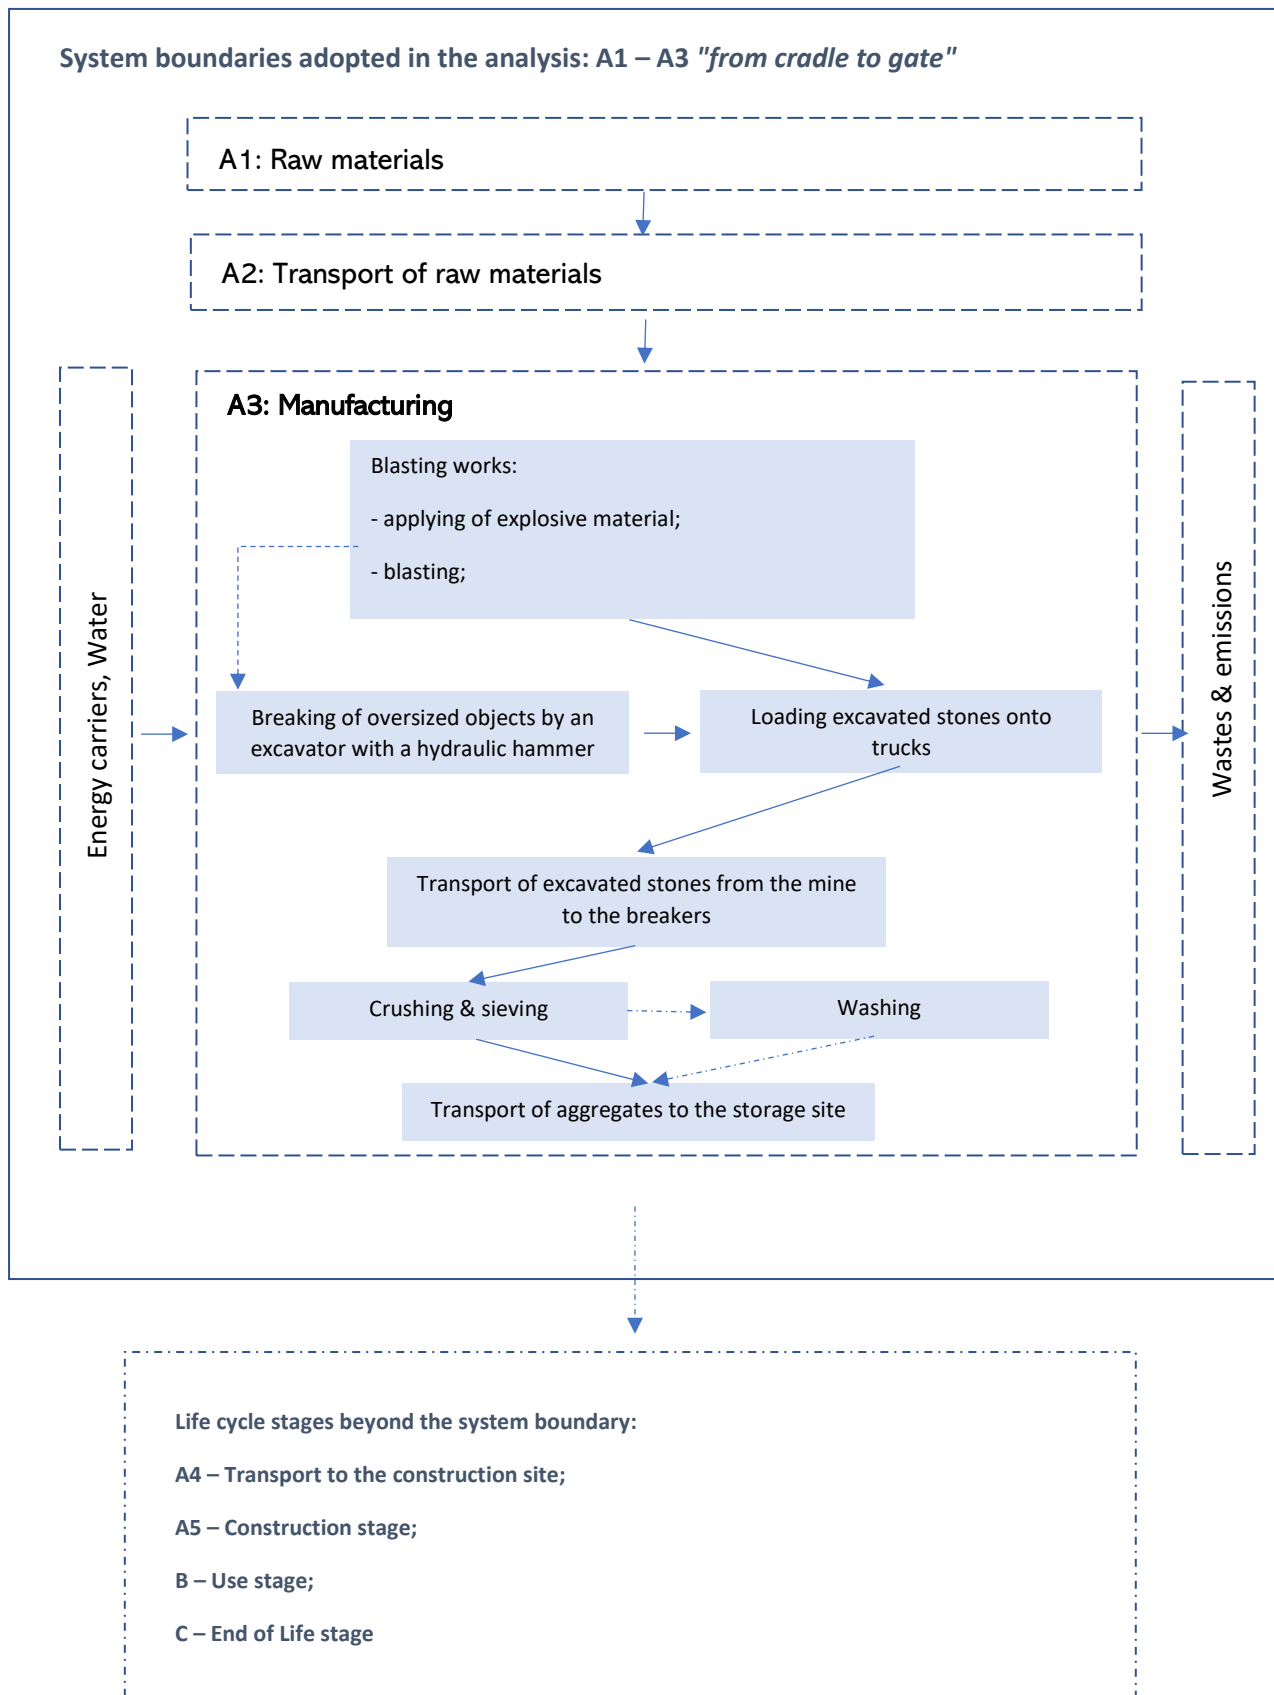 System boundaries adopted in the analysis: A1 – A3 "from cradle to gate"
A1: Raw materials
A2: Transport of raw materials
Energy carriers, Water
A3: Manufacturing
Blasting works:
- applying of explosive material;
- blasting;
Breaking of oversized objects by an
excavator with a hydraulic hammer
Loading excavated stones onto
trucks
Transport of excavated stones from the mine
to the breakers
Crushing & sieving
Washing
Transport of aggregates to the storage site
Wastes & emissions
Life cycle stages beyond the system boundary:
A4 – Transport to the construction site;
A5 – Construction stage;
B – Use stage;
C – End of Life stage